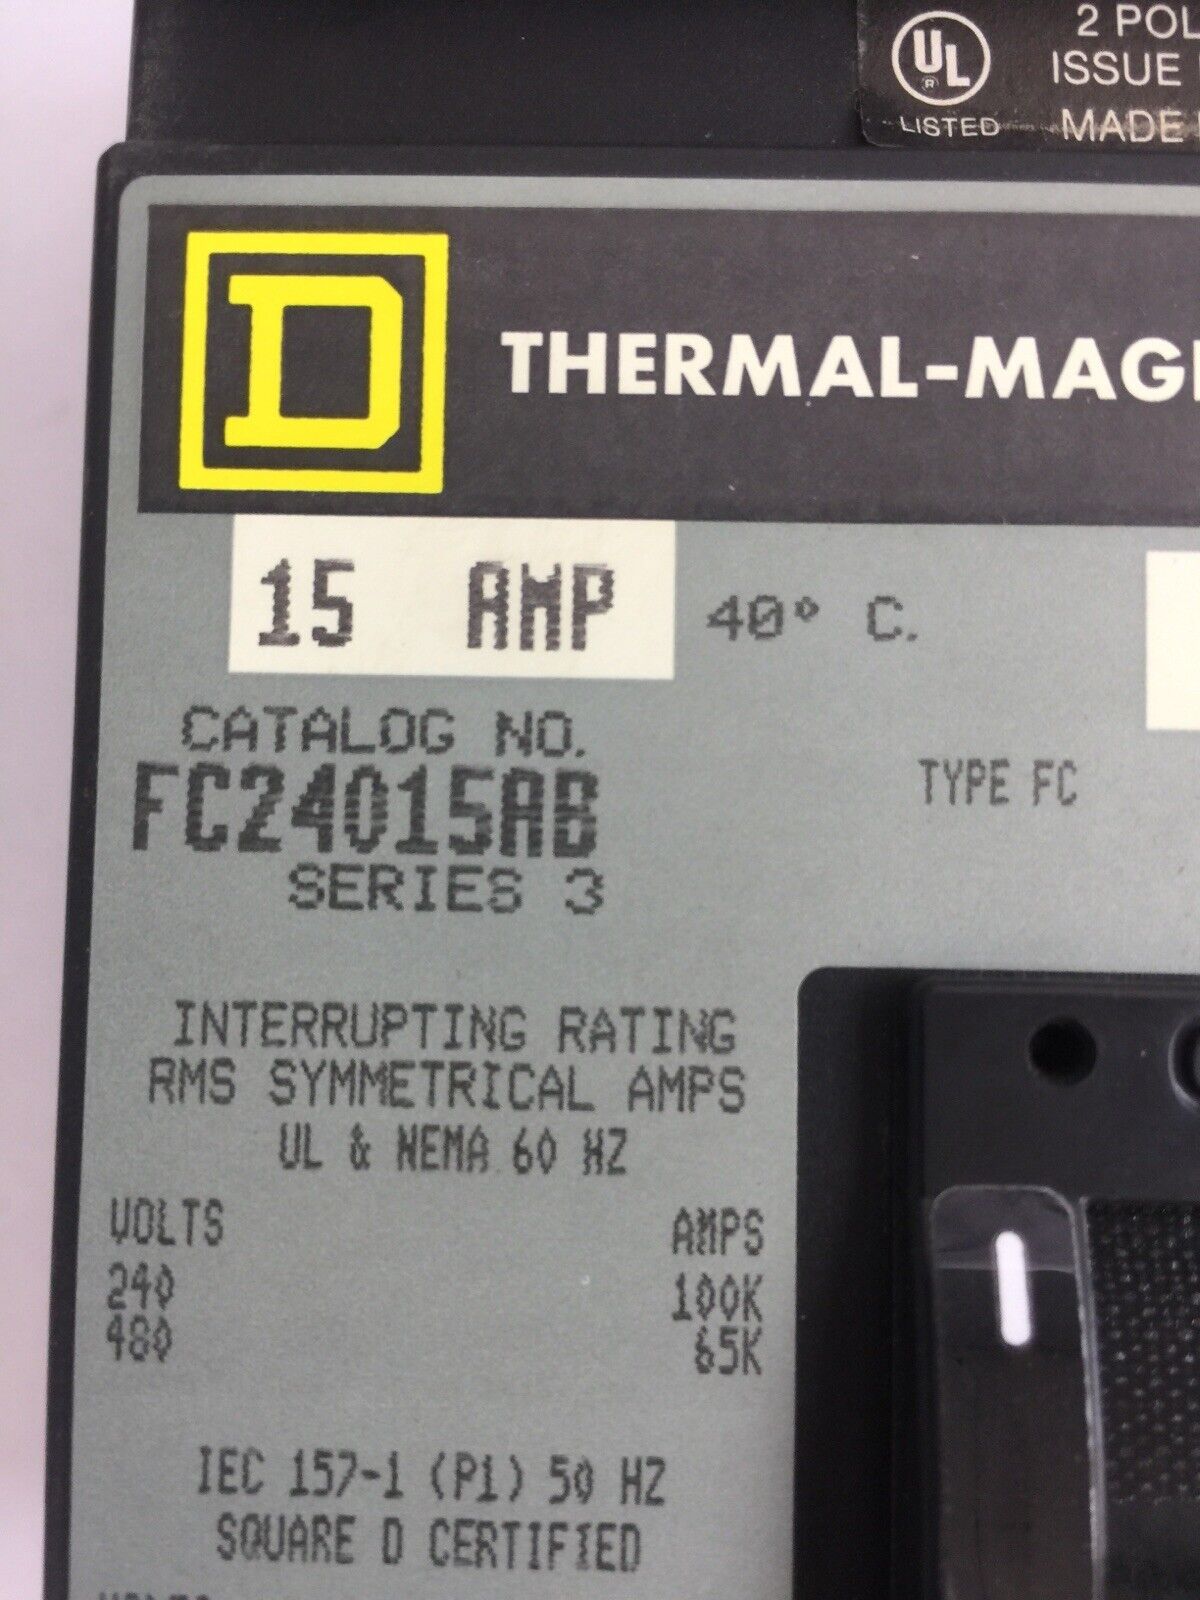 UL
®
LISTED
2 POL
ISSUE
MADE
D
THERMAL-MAG
15 AMP
40° C.
CATALOG NO.
FC24015AB
SERIES 3
TYPE FC
INTERRUPTING RATING
RMS SYMMETRICAL AMPS
UL & NEMA 60 HZ
VOLTS AMPS
240 100K
480 65K
IEC 157-1 (P1) 50 HZ
SQUARE D CERTIFIED